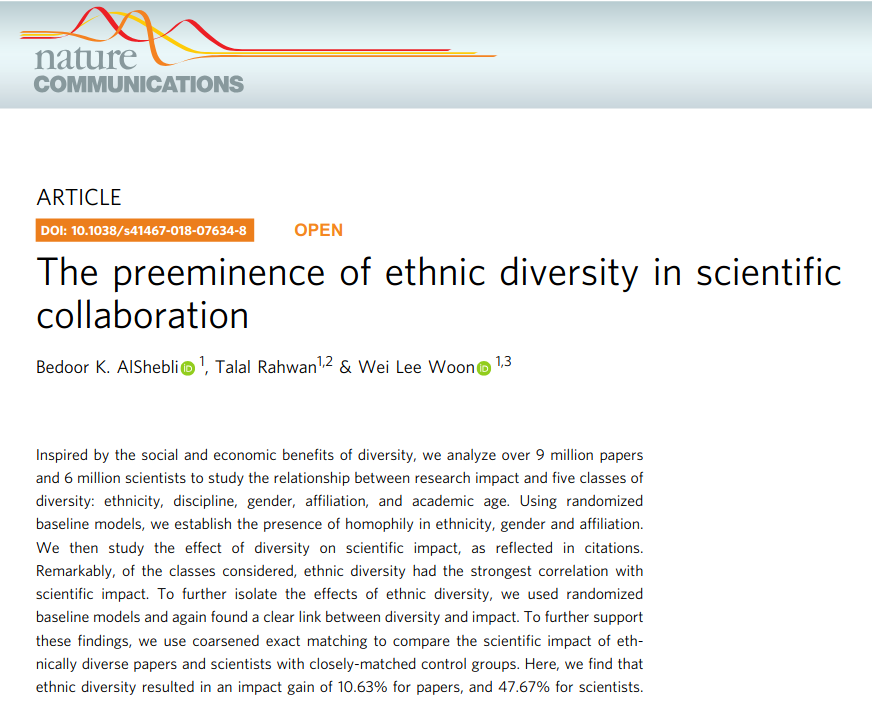 nature
COMMUNICATIONS
ARTICLE
DOI: 10.1038/s41467-018-07634-8 OPEN
The preeminence of ethnic diversity in scientific
collaboration
Bedoor K. AlShebli iD 1, Talal Rahwan1,2 & Wei Lee Woon iD 1,3
Inspired by the social and economic benefits of diversity, we analyze over 9 million papers
and 6 million scientists to study the relationship between research impact and five classes of
diversity: ethnicity, discipline, gender, affiliation, and academic age. Using randomized
baseline models, we establish the presence of homophily in ethnicity, gender and affiliation.
We then study the effect of diversity on scientific impact, as reflected in citations.
Remarkably, of the classes considered, ethnic diversity had the strongest correlation with
scientific impact. To further isolate the effects of ethnic diversity, we used randomized
baseline models and again found a clear link between diversity and impact. To further support
these findings, we use coarsened exact matching to compare the scientific impact of eth-
nically diverse papers and scientists with closely-matched control groups. Here, we find that
ethnic diversity resulted in an impact gain of 10.63% for papers, and 47.67% for scientists.